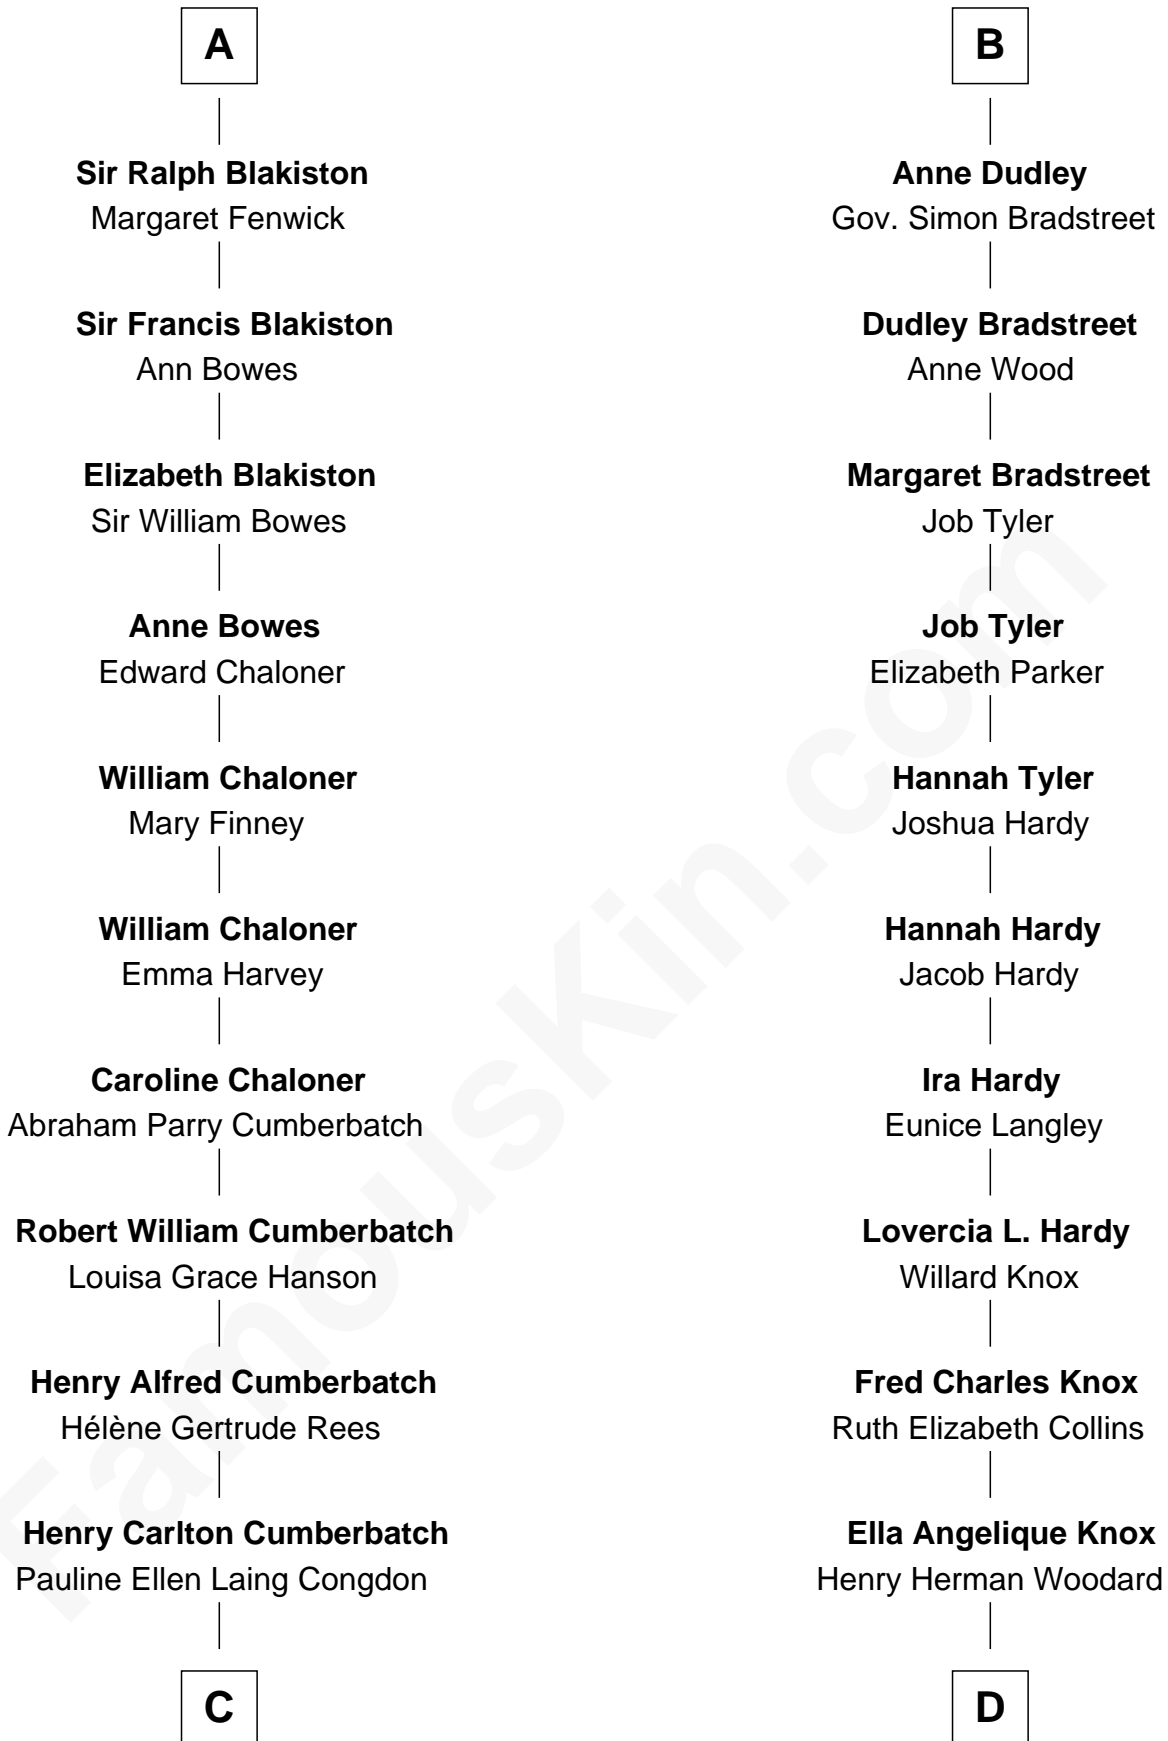 A
Sir Ralph Blakiston
Margaret Fenwick
Sir Francis Blakiston
Ann Bowes
Elizabeth Blakiston
Sir William Bowes
Anne Bowes
Edward Chaloner
William Chaloner
Mary Finney
William Chaloner
Emma Harvey
Caroline Chaloner
Abraham Parry Cumberbatch
Robert William Cumberbatch
Louisa Grace Hanson
Henry Alfred Cumberbatch
Hélène Gertrude Rees
Henry Carlton Cumberbatch
Pauline Ellen Laing Congdon
C
B
Anne Dudley
Gov. Simon Bradstreet
Dudley Bradstreet
Anne Wood
Margaret Bradstreet
Job Tyler
Job Tyler
Elizabeth Parker
Hannah Tyler
Joshua Hardy
Hannah Hardy
Jacob Hardy
Ira Hardy
Eunice Langley
Lovercia L. Hardy
Willard Knox
Fred Charles Knox
Ruth Elizabeth Collins
Ella Angelique Knox
Henry Herman Woodard
D
FamousKin.com